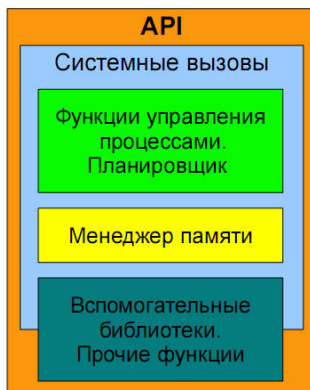 API
Системные вызовы
Функции управления
процессами.
Планировщик
Менеджер памяти
Вспомогательные
библиотеки.
Прочие функции